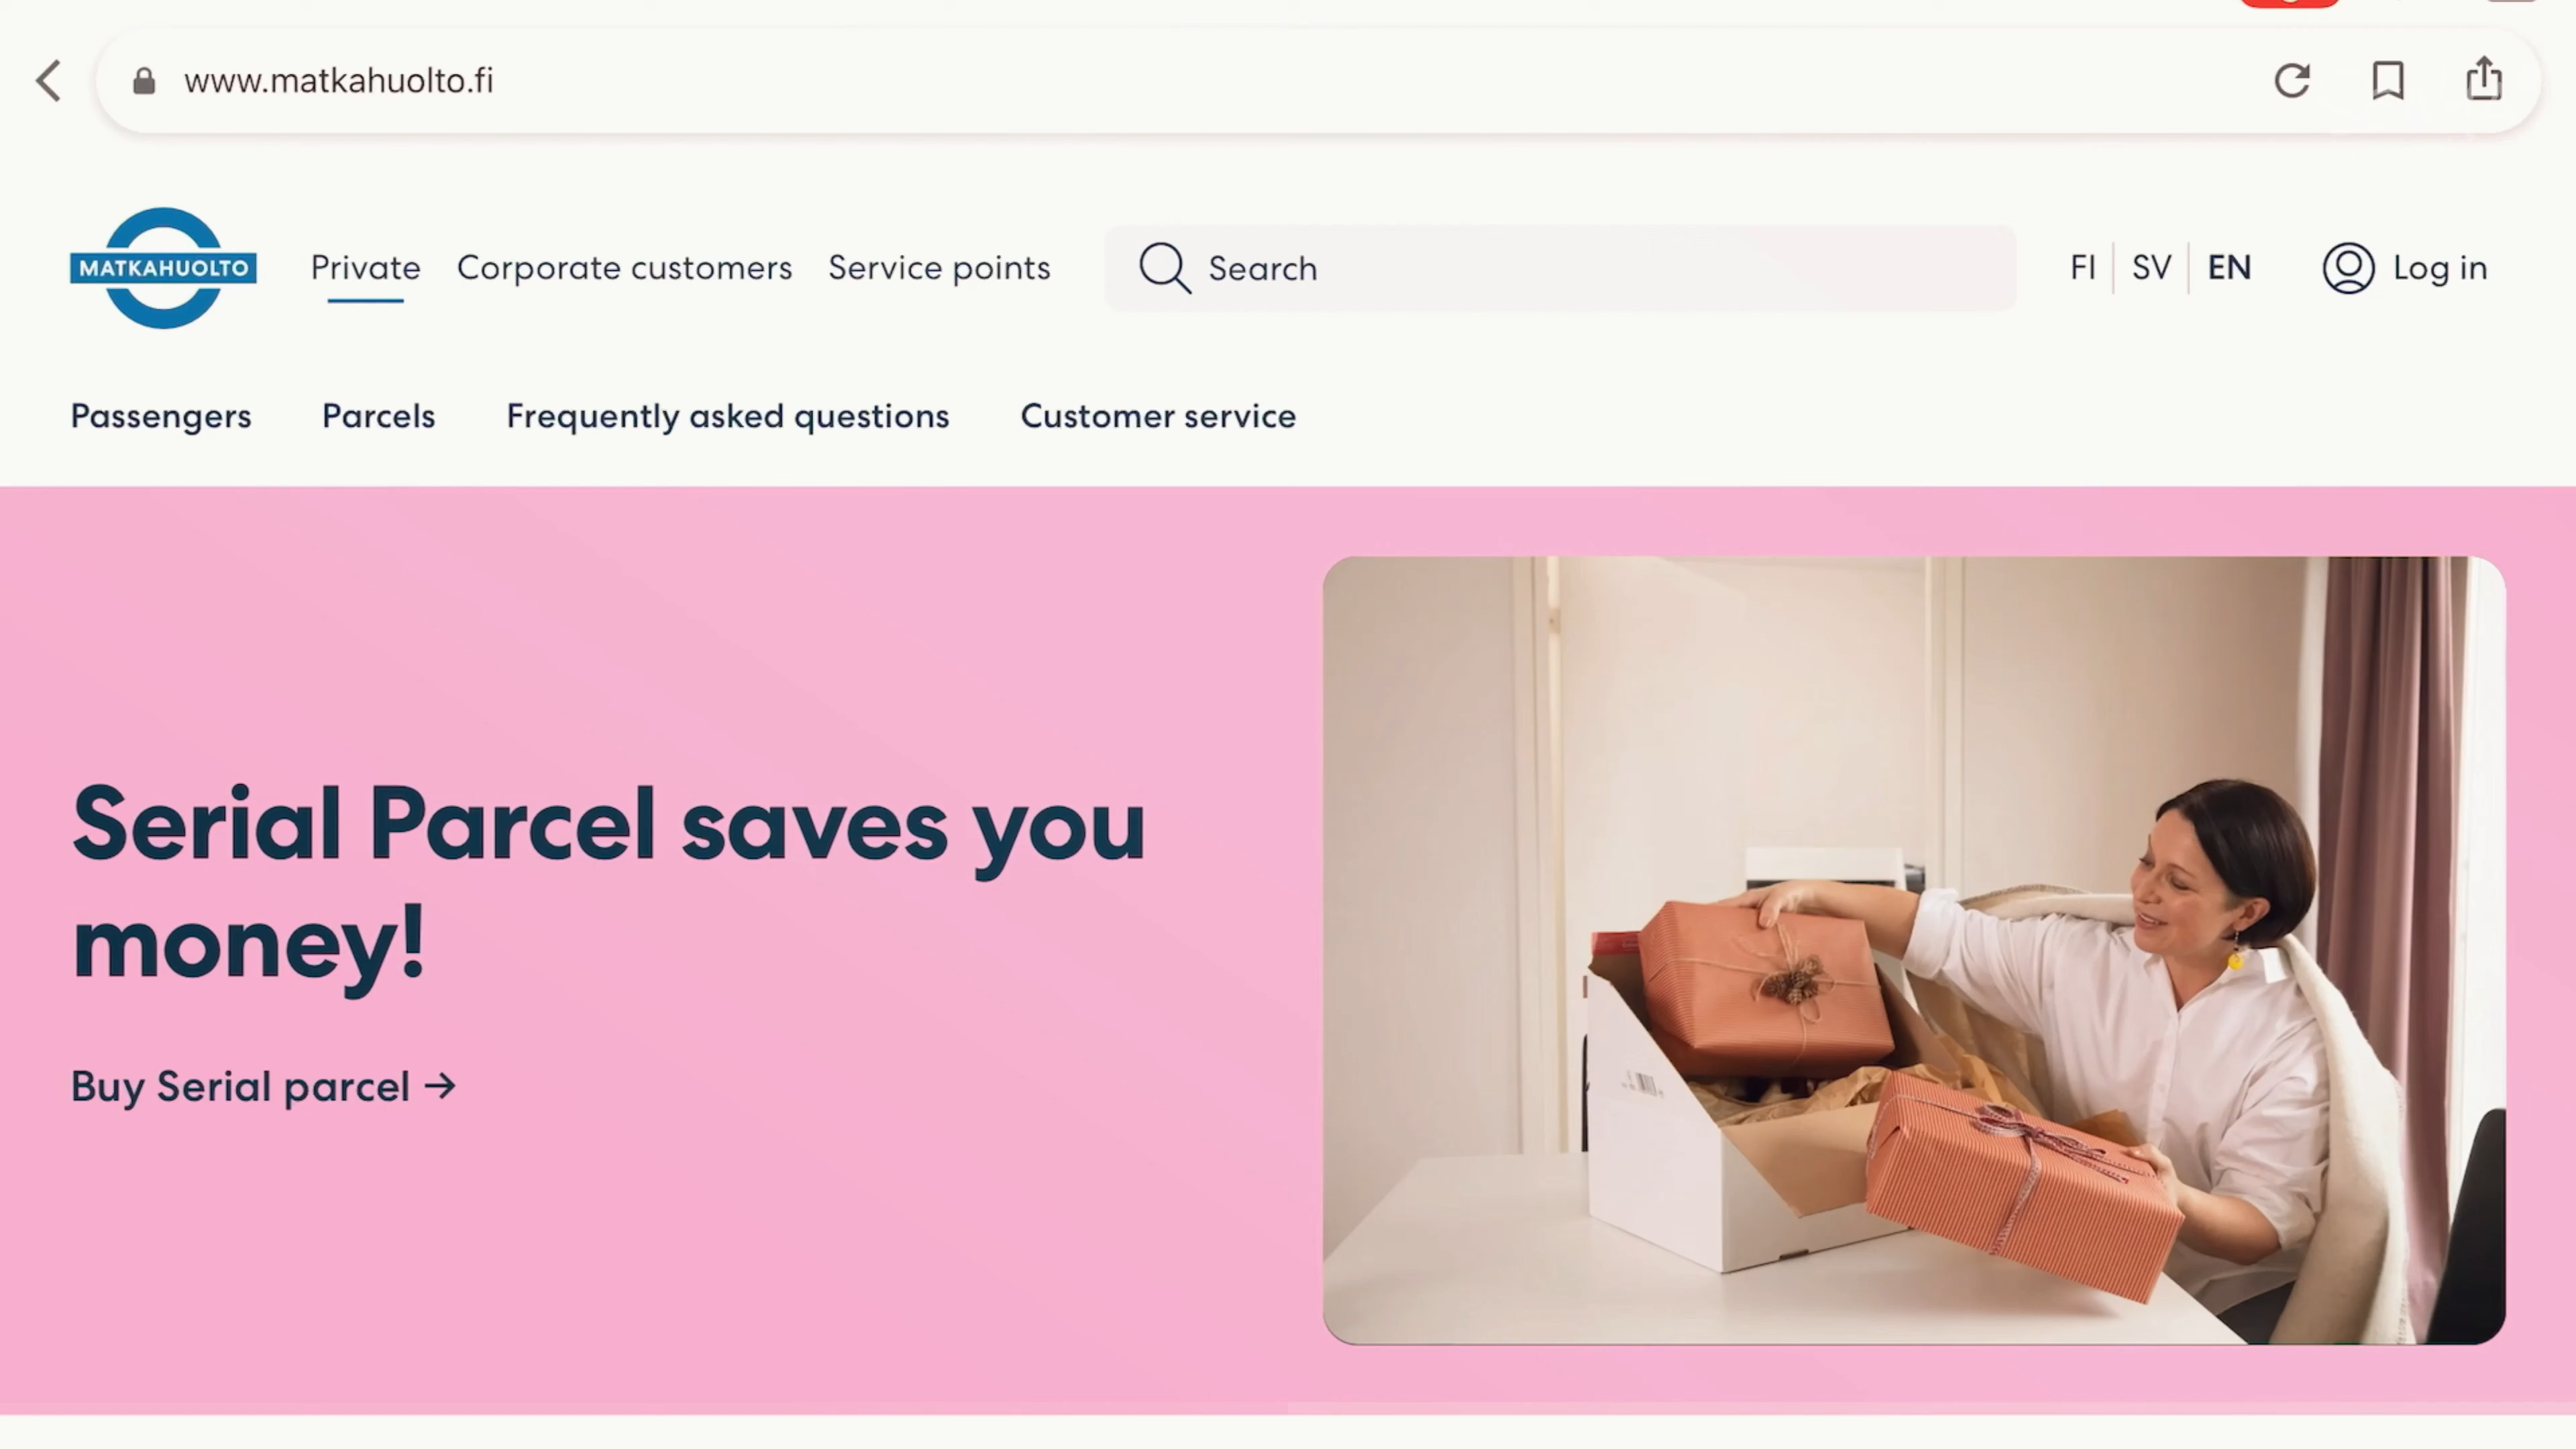 www.matkahuolto.fi
MATKAHUOLTO
Private Corporate customers Service points Search FI SV EN Log in
Passengers Parcels Frequently asked questions Customer service
Serial Parcel saves you
money!
Buy Serial parcel →